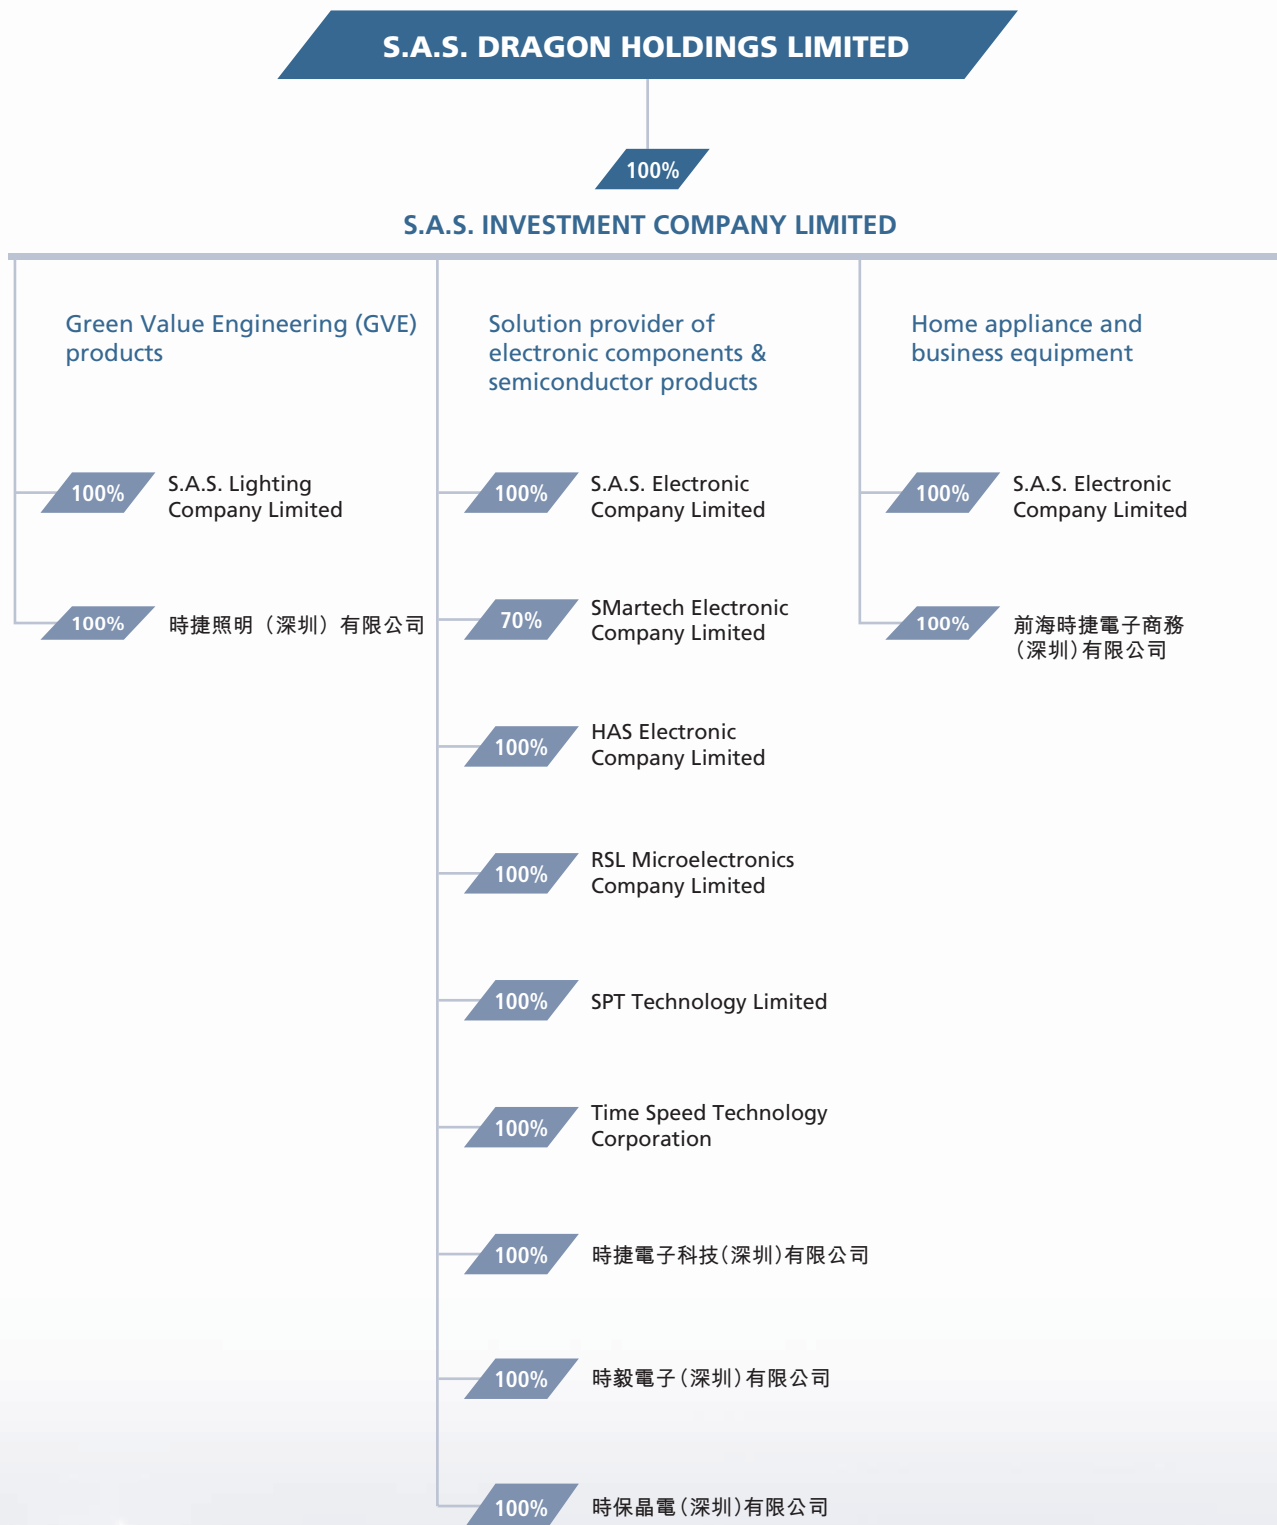 S.A.S. DRAGON HOLDINGS LIMITED
100%
S.A.S. INVESTMENT COMPANY LIMITED
Green Value Engineering (GVE)
products
100%
S.A.S. Lighting
Company Limited
100%
時捷照明（深圳）有限公司
Solution provider of
electronic components &
semiconductor products
100%
S.A.S. Electronic
Company Limited
70%
SMartech Electronic
Company Limited
100%
HAS Electronic
Company Limited
100%
RSL Microelectronics
Company Limited
100%
SPT Technology Limited
100%
Time Speed Technology
Corporation
100%
時捷電子科技（深圳）有限公司
100%
時毅電子（深圳）有限公司
100%
時保晶電（深圳）有限公司
Home appliance and
business equipment
100%
S.A.S. Electronic
Company Limited
100%
前海時捷電子商務
（深圳）有限公司